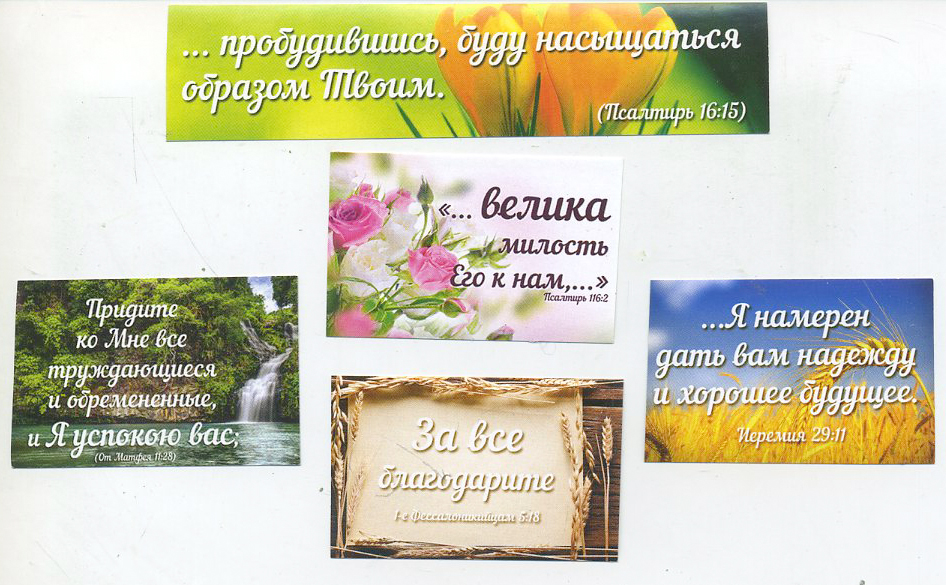 ... пробудившись, буду насыщаться
образом Твоим.
(Псалтирь 16:15)
«... велика
милость
Его к нам,...»
Псалтирь 116:2
Придите
ко Мне все
труждающиеся
и обремененные,
и Я успокою вас;
(От Матфея 11:28)
...Я намерен
дать вам надежду
и хорошее будущее.
Иеремия 29:11
За все
благодарите
1-е Фессалоникийцам 5:18